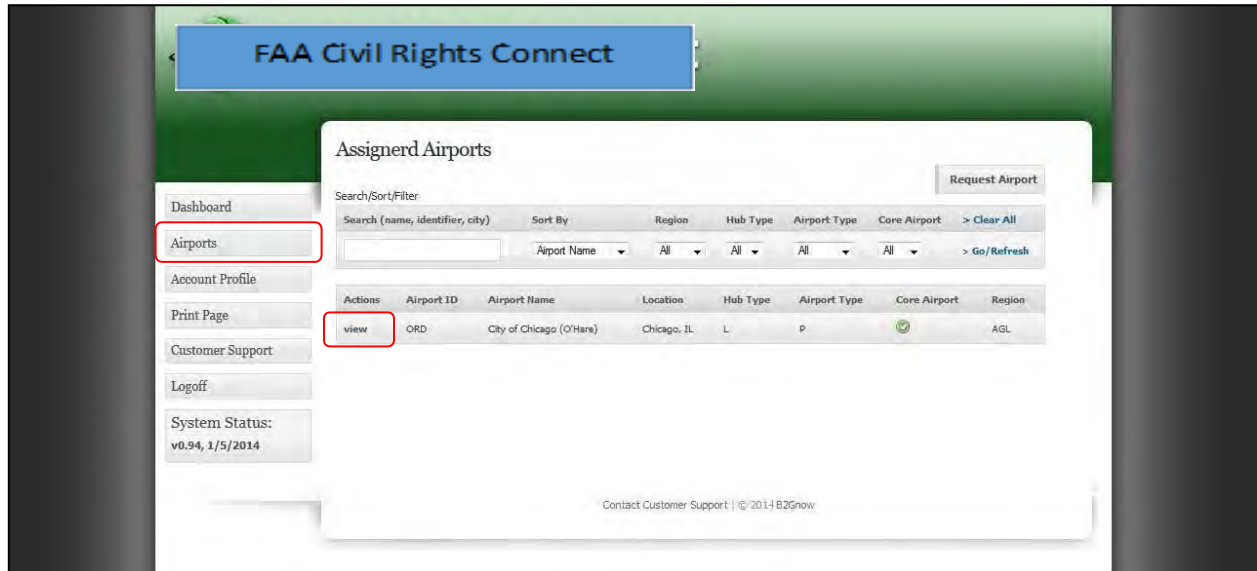 FAA Civil Rights Connect
Assignerd Airports
Request Airport
Search/Sort/Filter
Search (name, identifier, city) Sort By Region Hub Type Airport Type Core Airport > Clear All
Airport Name All All All All > Go/Refresh
Actions Airport ID Airport Name Location Hub Type Airport Type Core Airport Region
view ORD City of Chicago (O'Hare) Chicago, IL L P AGL
Dashboard
Airports
Account Profile
Print Page
Customer Support
Logoff
System Status:
v0.94, 1/5/2014
Contact Customer Support | © 2014 B2Gnow